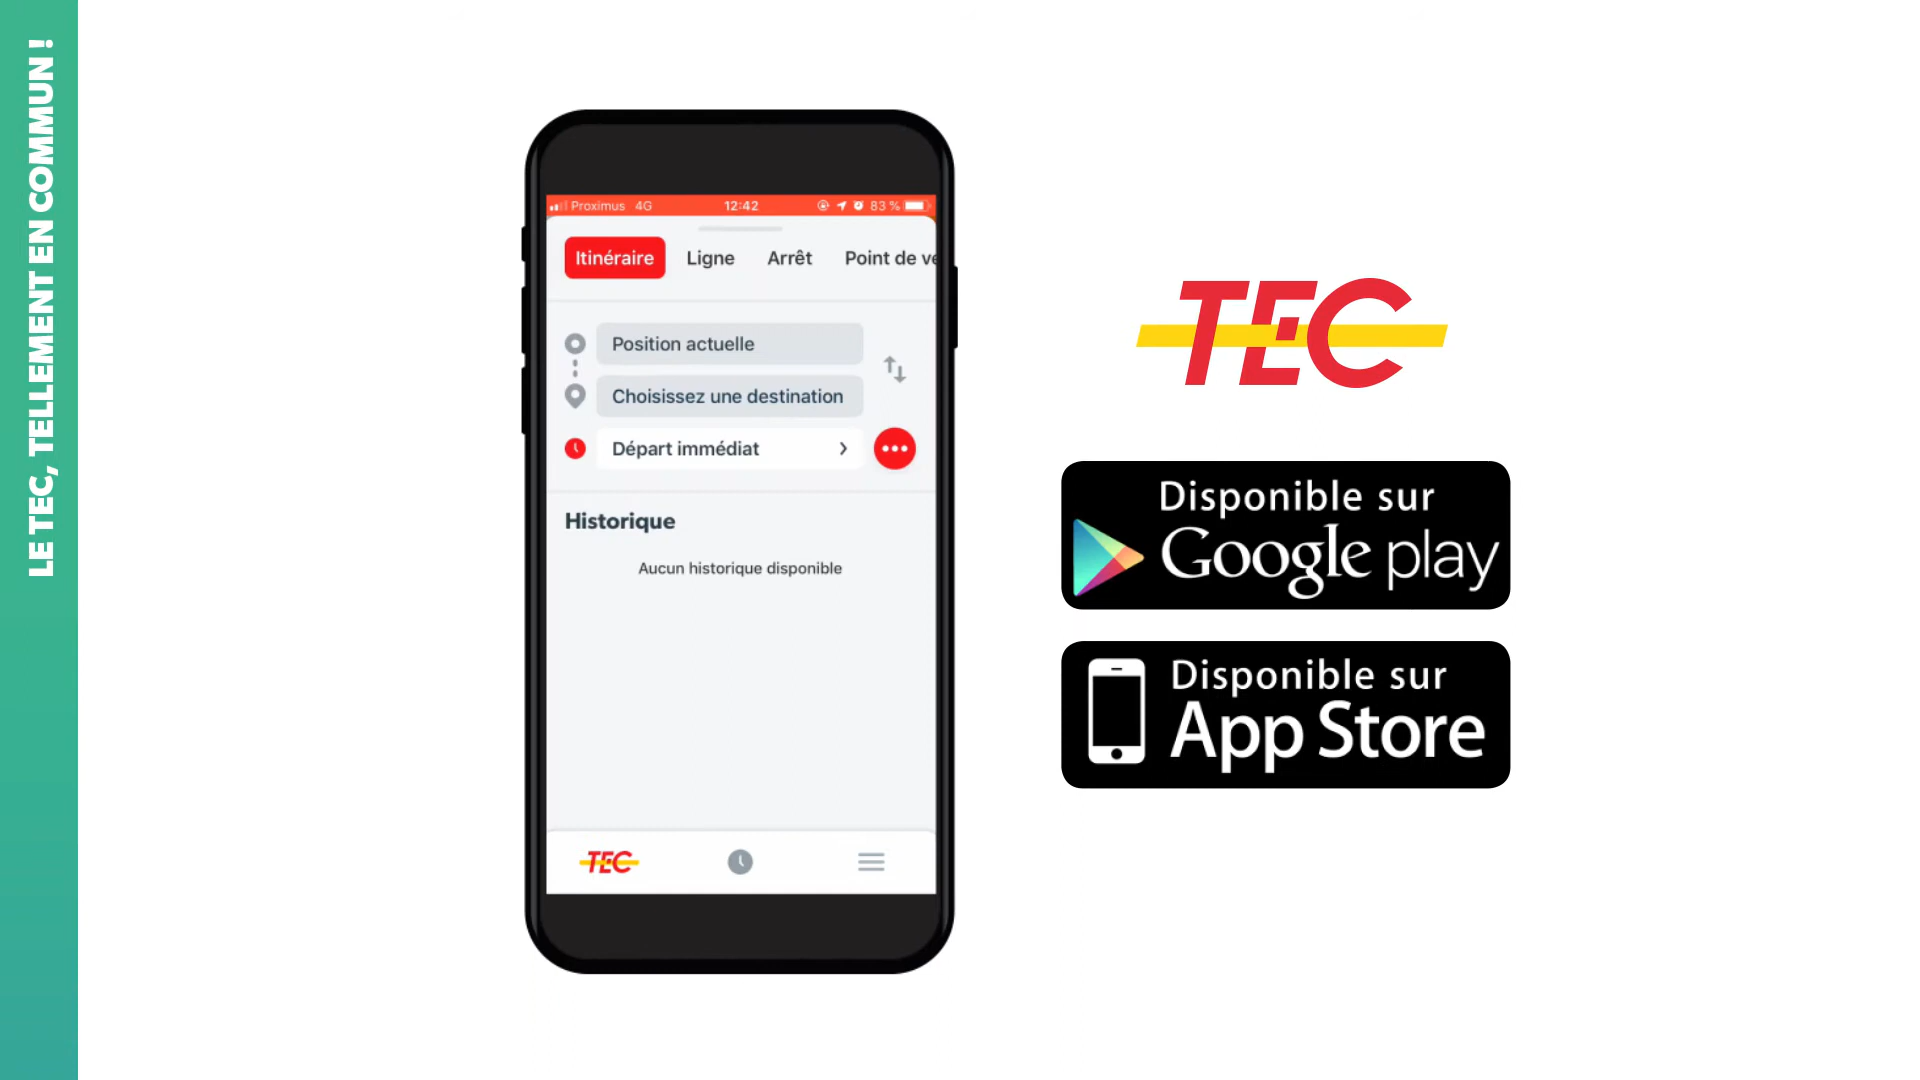 LE TEC, TELLEMENT EN COMMUN !
Proximus 4G 12:42 83 %
Itinéraire Ligne Arrêt Point de ve
Position actuelle
Choisissez une destination
Départ immédiat
Historique
Aucun historique disponible
TEC
TEC
Disponible sur
Google play
Disponible sur
App Store